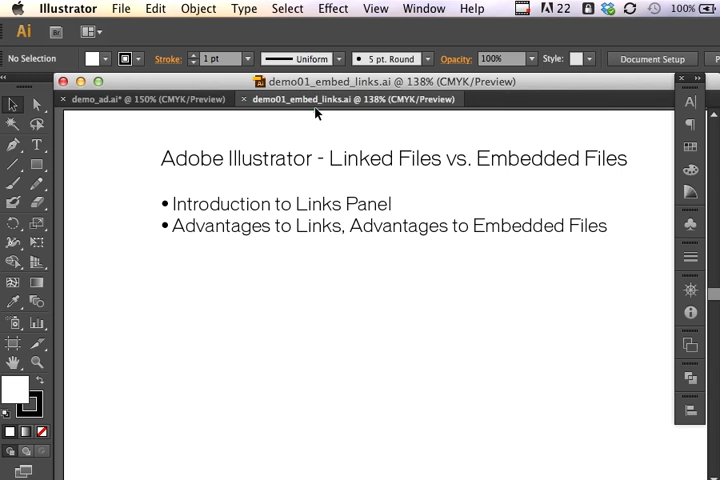 Illustrator File Edit Object Type Select Effect View Window Help 22 100%
Ai Br
No Selection Stroke: 1 pt Uniform 5 pt. Round Opacity: 100% Style: Document Setup P
demo01_embed_links.ai @ 138% (CMYK/Preview)
× demo_ad.ai* @ 150% (CMYK/Preview) × demo01_embed_links.ai @ 138% (CMYK/Preview)
Adobe Illustrator - Linked Files vs. Embedded Files
• Introduction to Links Panel
• Advantages to Links, Advantages to Embedded Files